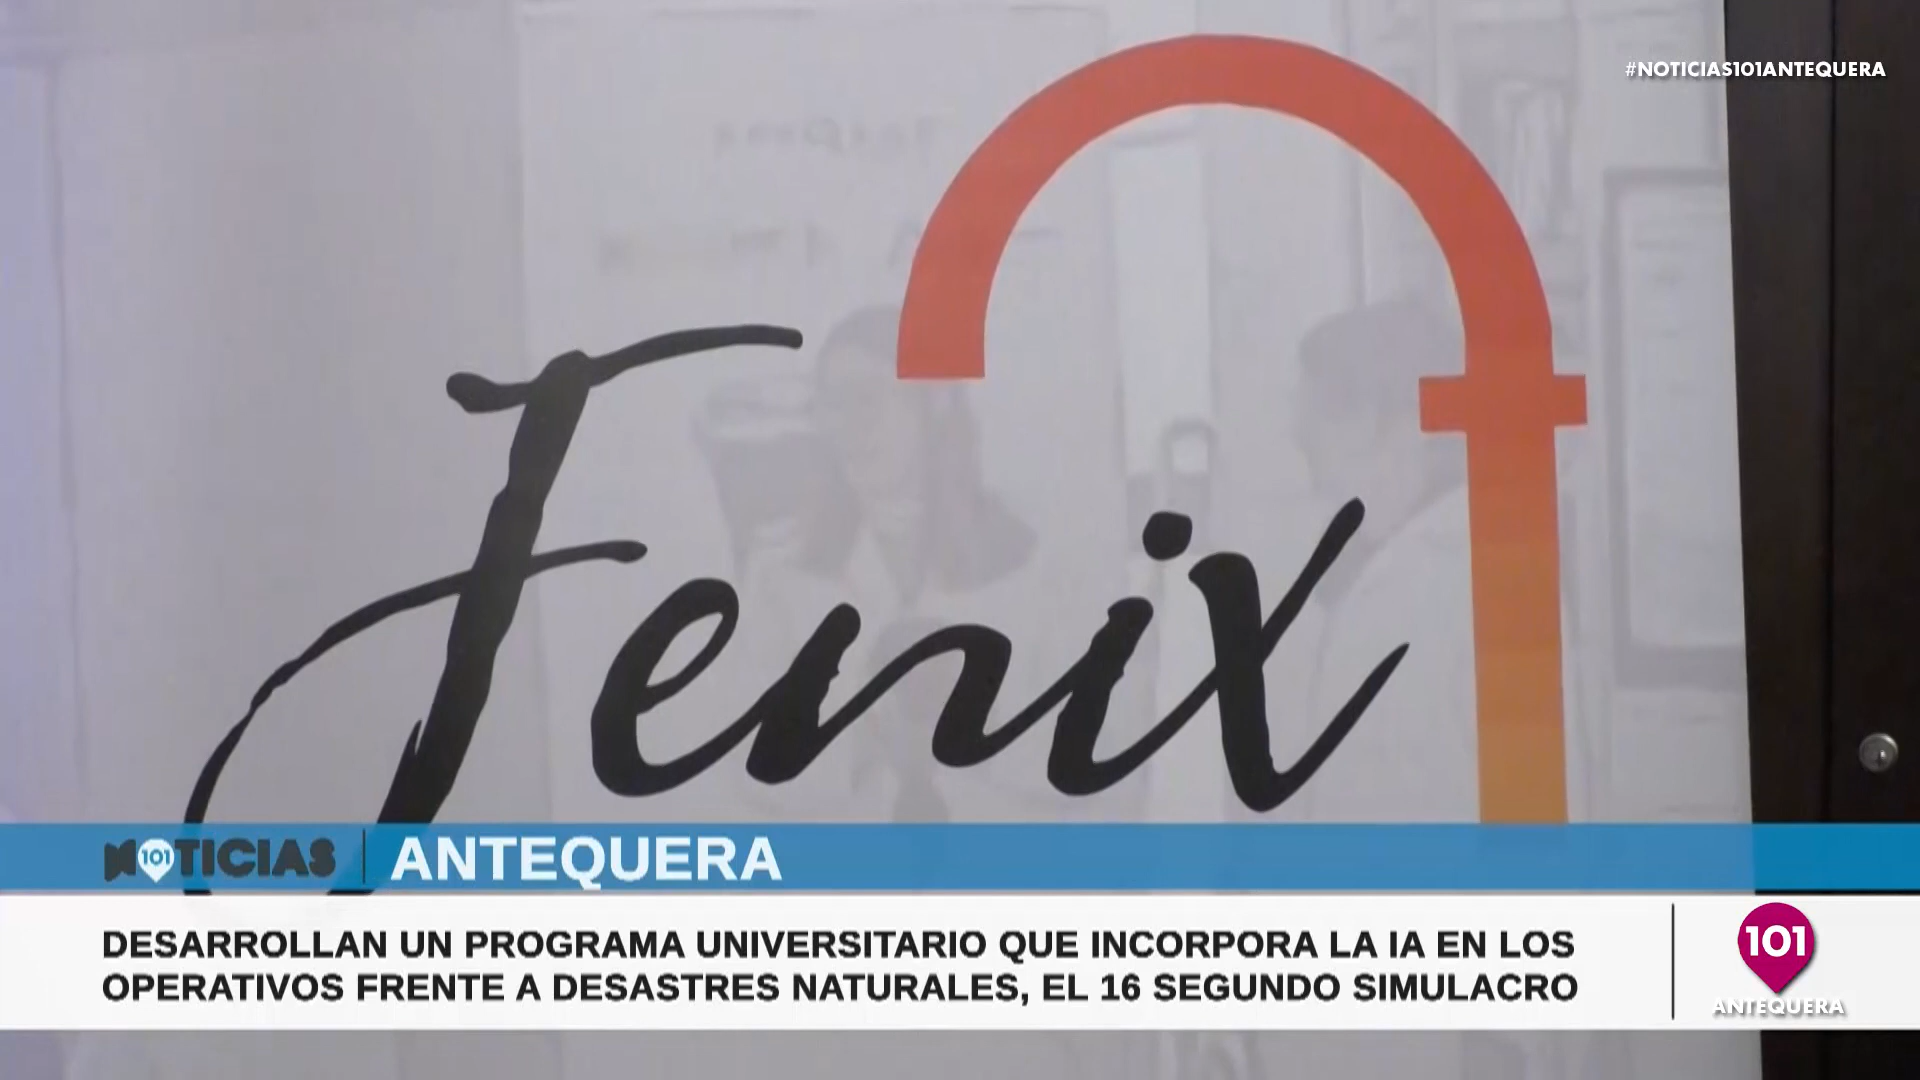 #NOTICIAS101ANTEQUERA
Fenix
NOTICIAS 101
ANTEQUERA
DESARROLLAN UN PROGRAMA UNIVERSITARIO QUE INCORPORA LA IA EN LOS
OPERATIVOS FRENTE A DESASTRES NATURALES, EL 16 SEGUNDO SIMULACRO
101
ANTEQUERA